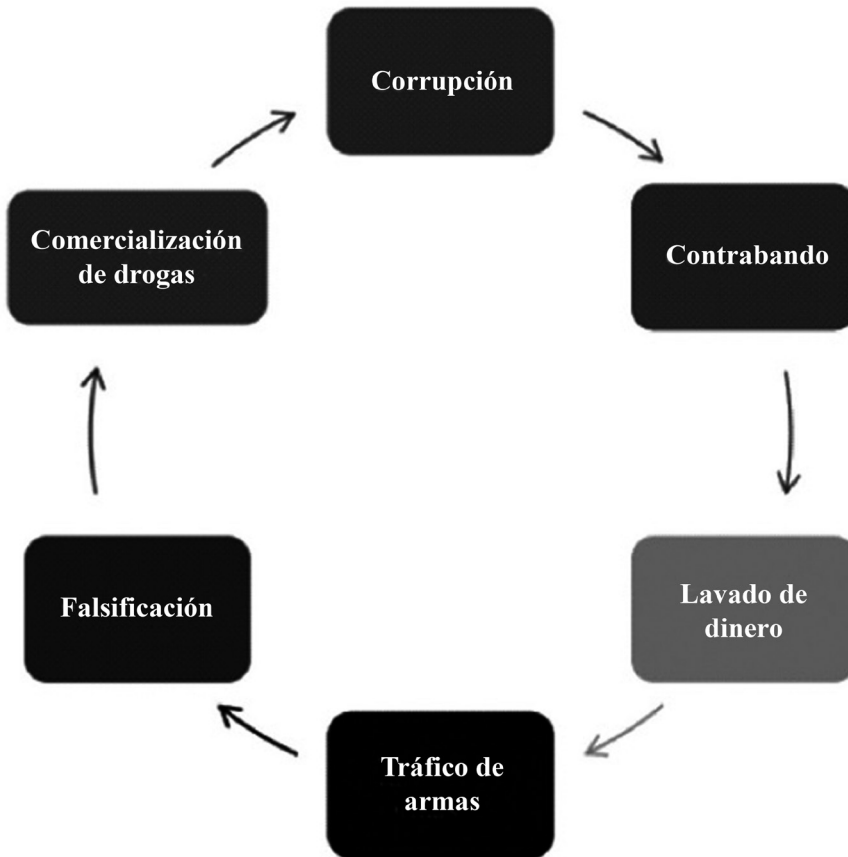 Corrupción
Contrabando
Lavado de
dinero
Tráfico de
armas
Falsificación
Comercialización
de drogas